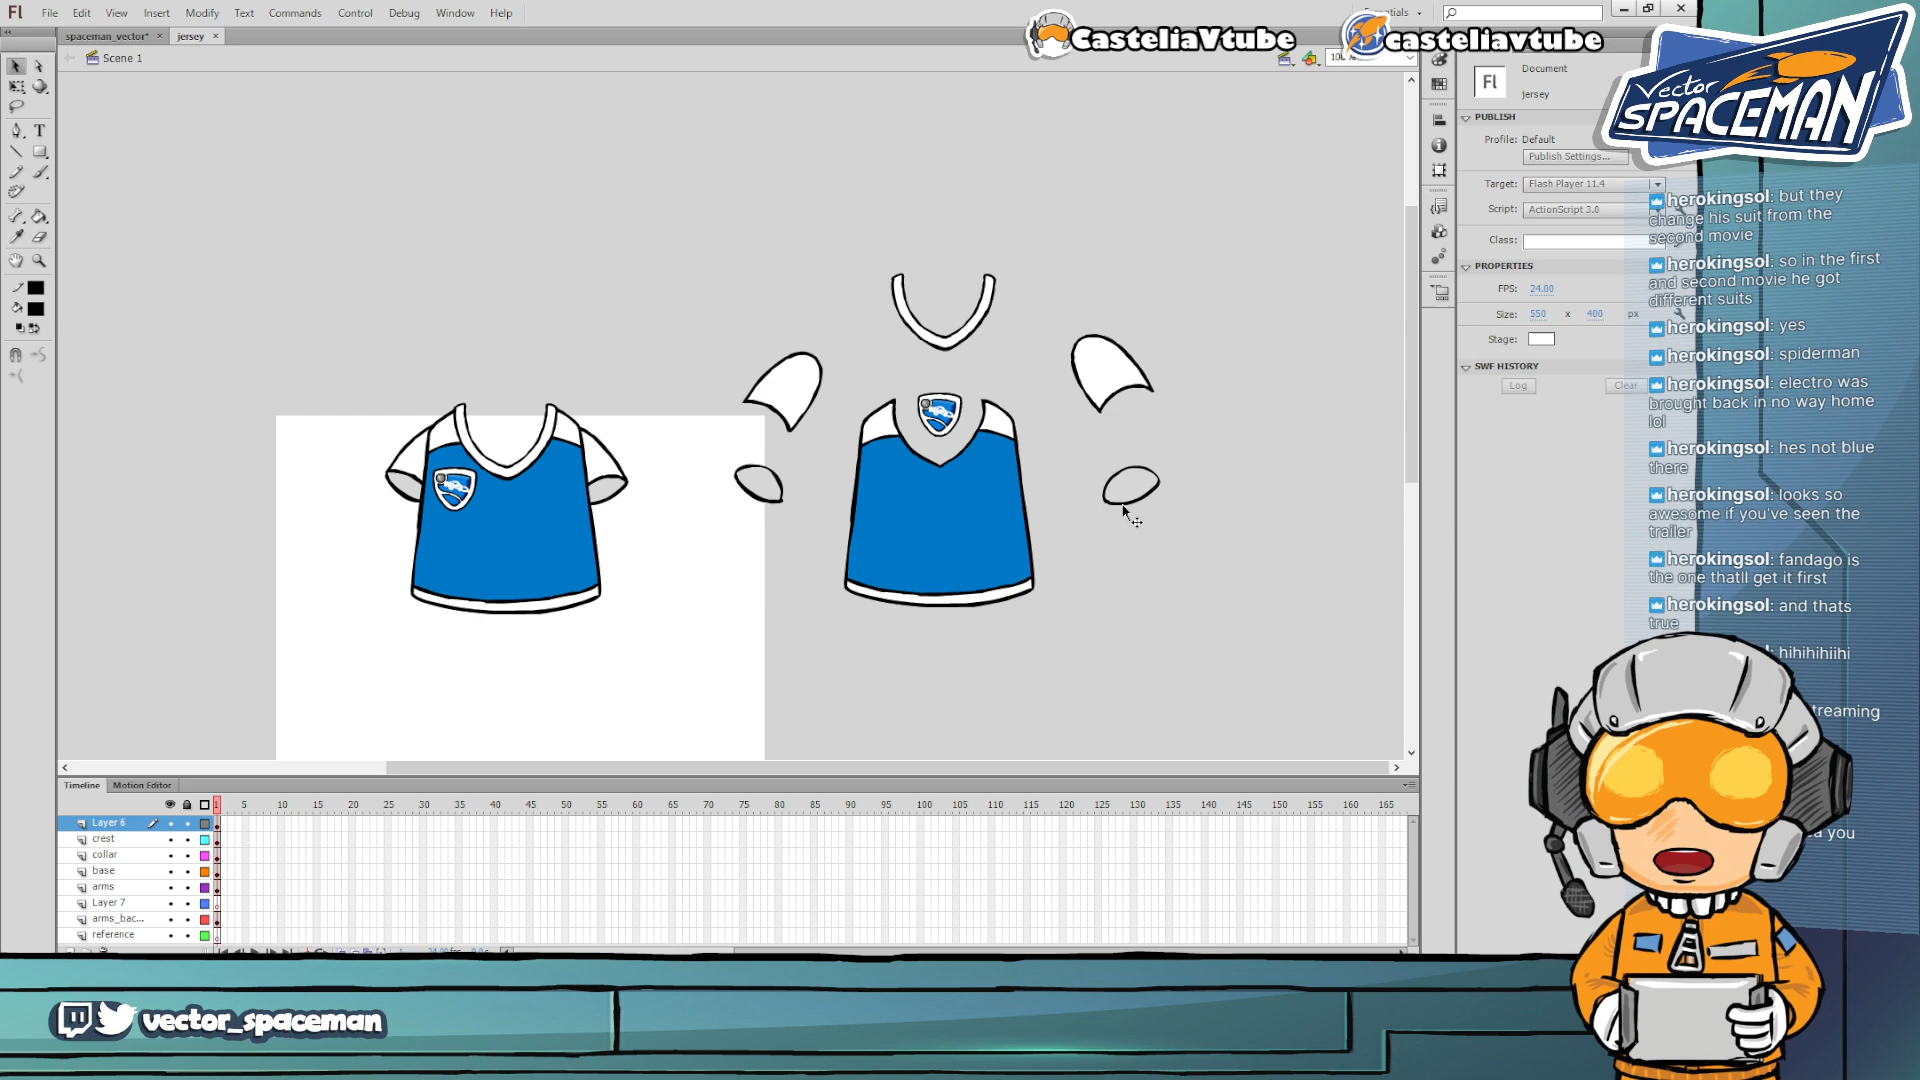 Fl File Edit View Insert Modify Text Commands Control Debug Window Help
spaceman_vector* × jersey ×
Scene 1
CasteliaVtube
casteliavtube
Vector
SPACEMAN
Fl
Document
jersey
PUBLISH
Profile: Default
Publish Settings...
Target: Flash Player 11.4
Script: ActionScript 3.0
Class:
PROPERTIES
FPS: 24.00
Size: 550 x 400 px
Stage:
SWF HISTORY
Log Clear
herokingsol: but they
change his suit from the
second movie
herokingsol: so in the first
and second movie he got
different suits
herokingsol: yes
herokingsol: spiderman
herokingsol: electro was
brought back in no way home
lol
herokingsol: hes not blue
there
herokingsol: looks so
awesome if you've seen the
trailer
herokingsol: fandago is
the one thatll get it first
herokingsol: and thats
true
hihihihiihi
treaming
you
Timeline Motion Editor
1 5 10 15 20 25 30 35 40 45 50 55 60 65 70 75 80 85 90 95 100 105 110 115 120 125 130 135 140 145 150 155 160 165
Layer 6
crest
collar
base
arms
Layer 7
arms_bac...
reference
vector_spaceman